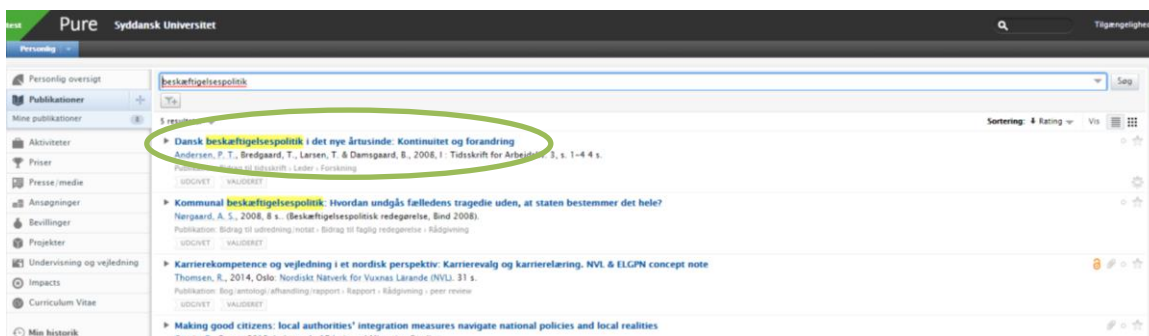 test
Pure Syddansk Universitet
Tilgængelighed
Personlig
Personlig oversigt
Publikationer
Mine publikationer (8)
Aktiviteter
Priser
Presse/medie
Ansøgninger
Bevillinger
Projekter
Undervisning og vejledning
Impacts
Curriculum Vitae
Min historik
beskæftigelsespolitik
Søg
5 resultater
Sortering: Rating Vis
Dansk beskæftigelsespolitik i det nye årtusinde: Kontinuitet og forandring
Andersen, P. T., Bredgaard, T., Larsen, T. & Damsgaard, B., 2008, I : Tidsskrift for Arbejdsliv. 3, s. 1-4 4 s.
Publikation: Bidrag til tidsskrift › Leder › Forskning
UDGIVET VALIDERET
Kommunal beskæftigelsespolitik: Hvordan undgås fælledens tragedie uden, at staten bestemmer det hele?
Nørgaard, A. S., 2008, 8 s.. (Beskæftigelsespolitisk redegørelse, Bind 2008).
Publikation: Bidrag til udredning/notat › Bidrag til faglig redegørelse › Rådgivning
UDGIVET VALIDERET
Karrierekompetence og vejledning i et nordisk perspektiv: Karrierevalg og karrierelæring. NVL & ELGPN concept note
Thomsen, R., 2014, Oslo: Nordiskt Nätverk för Vuxnas Lärande (NVL). 31 s.
Publikation: Bog/antologi/afhandling/rapport › Rapport › Rådgivning › peer review
UDGIVET VALIDERET
Making good citizens: local authorities' integration measures navigate national policies and local realities